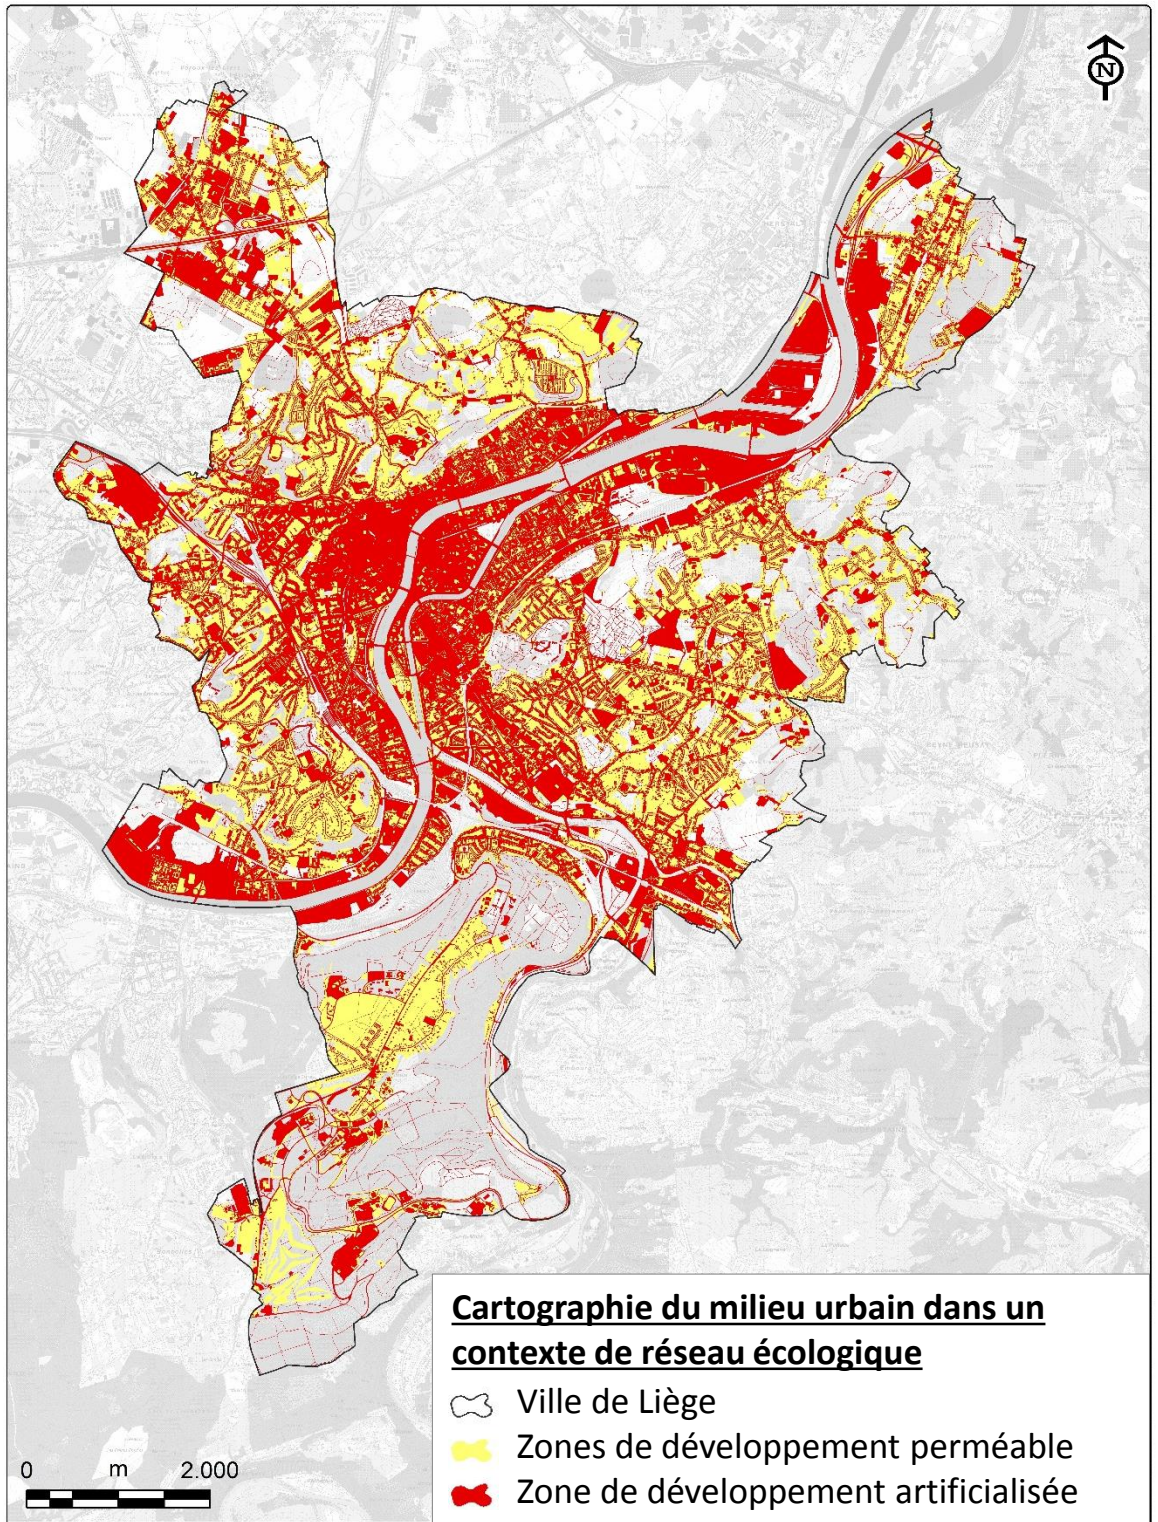 N
Cartographie du milieu urbain dans un
contexte de réseau écologique
Ville de Liège
Zones de développement perméable
Zone de développement artificialisée
0 m 2.000